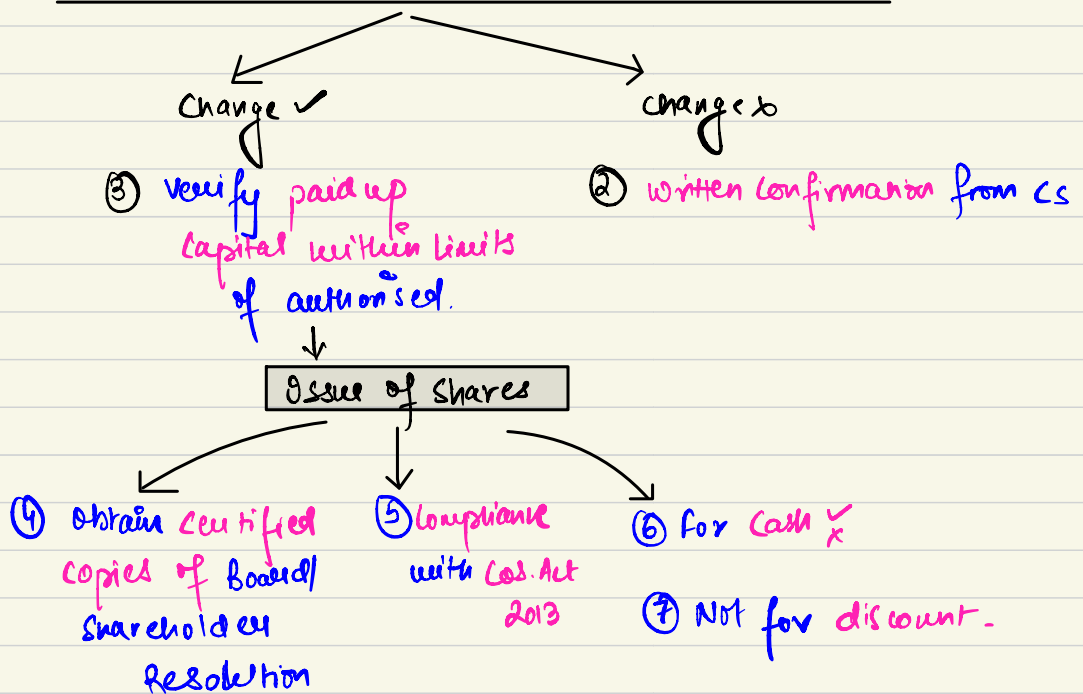 Change ✓
change x
③ verify paid up
capital within limits
of authorised.
② written confirmation from CS
Issue of Shares
④ obtain certified
copies of Board/
shareholder
Resolution
⑤ Compliance
with Cos. Act
2013
⑥ for cash ✓
x
⑦ Not for discount.